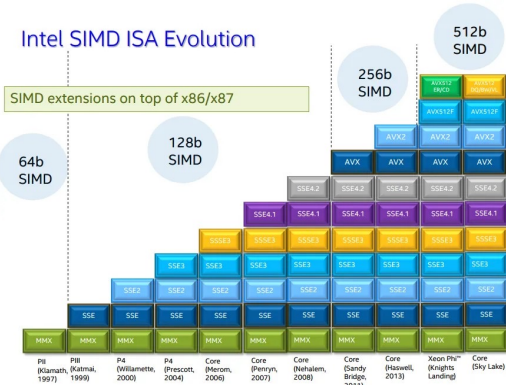 Intel SIMD ISA Evolution
512b
SIMD
256b
SIMD
SIMD extensions on top of x86/x87
128b
SIMD
64b
SIMD
AVX512
ER/CD
AVX512
AVX512F AVX512F
AVX2 AVX2 AVX2
AVX AVX AVX AVX
SSE4.2 SSE4.2 SSE4.2 SSE4.2 SSE4.2
SSE4.1 SSE4.1 SSE4.1 SSE4.1 SSE4.1 SSE4.1
SSSE3 SSSE3 SSSE3 SSSE3 SSSE3 SSSE3 SSSE3
SSE3 SSE3 SSE3 SSE3 SSE3 SSE3 SSE3 SSE3
SSE2 SSE2 SSE2 SSE2 SSE2 SSE2 SSE2 SSE2 SSE2
SSE SSE SSE SSE SSE SSE SSE SSE SSE SSE
MMX MMX MMX MMX MMX MMX MMX MMX MMX MMX MMX
PII
(Klamath,
1997)
PIII
(Katmai,
1999)
P4
(Willamette,
2000)
P4
(Prescott,
2004)
Core
(Merom,
2006)
Core
(Penryn,
2007)
Core
(Nehalem,
2008)
Core
(Sandy
Bridge,
2011)
Core
(Haswell,
2013)
Xeon Phi™
(Knights
Landing)
Core
(Sky Lake)